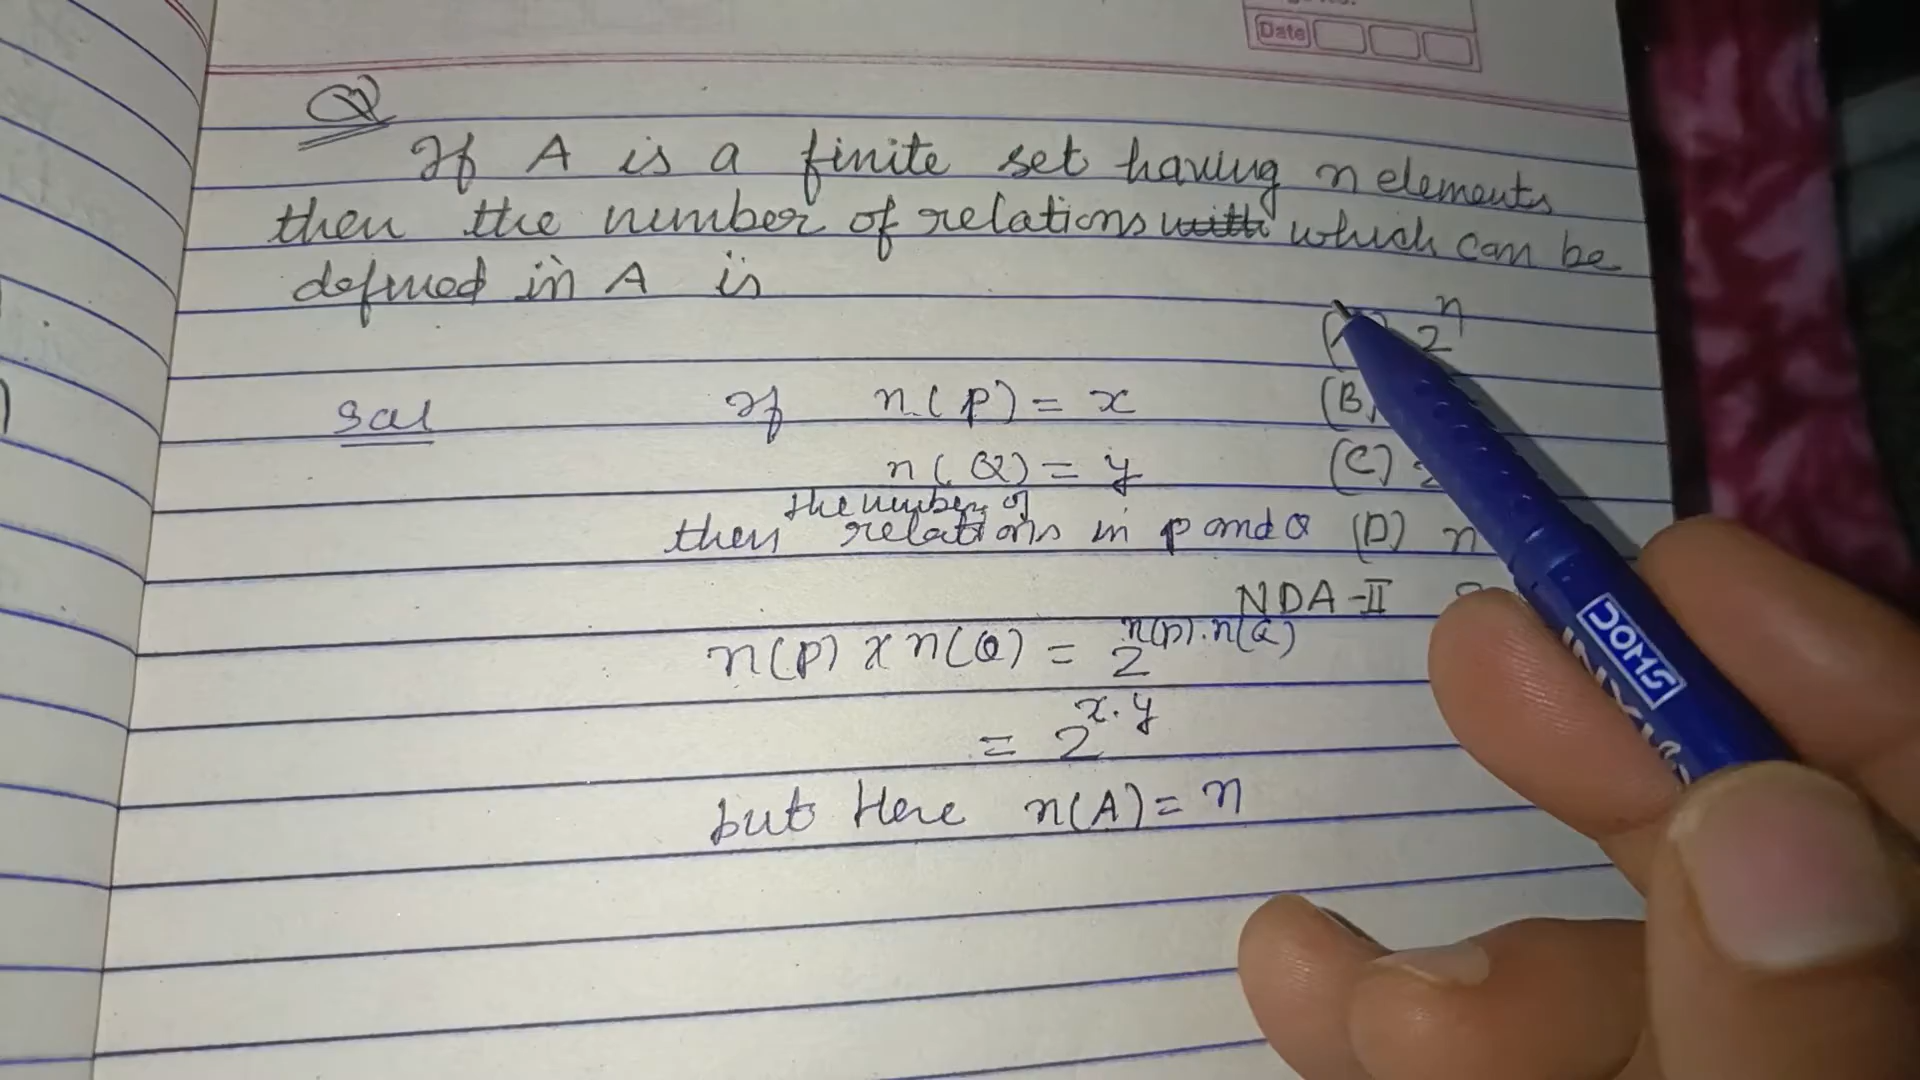 Date
Q
If A is a finite set having n elements
then the number of relations which can be
defined in A is
2^n
Sol If n(P) = x (B)
n(Q) = y (C)
the number of
then relations in p and Q (D) n
NDA-II
n(P) x n(Q) = 2^n(p).n(Q)
= 2^x.y
but Here n(A) = n
DOMS